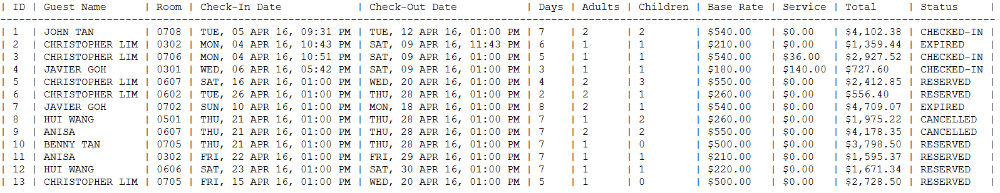 | ID | Guest Name | Room | Check-In Date | Check-Out Date | Days | Adults | Children | Base Rate | Service | Total | Status |
| 1 | JOHN TAN | 0708 | TUE, 05 APR 16, 09:31 PM | TUE, 12 APR 16, 01:00 PM | 7 | 2 | 2 | $540.00 | $0.00 | $4,102.38 | CHECKED-IN |
| 2 | CHRISTOPHER LIM | 0302 | MON, 04 APR 16, 10:43 PM | SAT, 09 APR 16, 11:43 PM | 6 | 1 | 1 | $210.00 | $0.00 | $1,359.44 | EXPIRED |
| 3 | CHRISTOPHER LIM | 0706 | MON, 04 APR 16, 10:51 PM | SAT, 09 APR 16, 01:00 PM | 5 | 1 | 1 | $540.00 | $36.00 | $2,927.52 | CHECKED-IN |
| 4 | JAVIER GOH | 0301 | WED, 06 APR 16, 05:42 PM | SAT, 09 APR 16, 01:00 PM | 3 | 1 | 1 | $180.00 | $140.00 | $727.60 | CHECKED-IN |
| 5 | CHRISTOPHER LIM | 0607 | SAT, 16 APR 16, 01:00 PM | WED, 20 APR 16, 01:00 PM | 4 | 2 | 3 | $550.00 | $0.00 | $2,412.85 | RESERVED |
| 6 | CHRISTOPHER LIM | 0602 | TUE, 26 APR 16, 01:00 PM | THU, 28 APR 16, 01:00 PM | 2 | 2 | 1 | $260.00 | $0.00 | $556.40 | RESERVED |
| 7 | JAVIER GOH | 0702 | SUN, 10 APR 16, 01:00 PM | MON, 18 APR 16, 01:00 PM | 8 | 2 | 1 | $540.00 | $0.00 | $4,709.07 | EXPIRED |
| 8 | HUI WANG | 0501 | THU, 21 APR 16, 01:00 PM | THU, 28 APR 16, 01:00 PM | 7 | 1 | 2 | $260.00 | $0.00 | $1,975.22 | CANCELLED |
| 9 | ANISA | 0607 | THU, 21 APR 16, 01:00 PM | THU, 28 APR 16, 01:00 PM | 7 | 2 | 2 | $550.00 | $0.00 | $4,178.35 | CANCELLED |
| 10 | BENNY TAN | 0705 | THU, 21 APR 16, 01:00 PM | THU, 28 APR 16, 01:00 PM | 7 | 1 | 0 | $500.00 | $0.00 | $3,798.50 | RESERVED |
| 11 | ANISA | 0302 | FRI, 22 APR 16, 01:00 PM | FRI, 29 APR 16, 01:00 PM | 7 | 1 | 1 | $210.00 | $0.00 | $1,595.37 | RESERVED |
| 12 | HUI WANG | 0606 | SAT, 23 APR 16, 01:00 PM | SAT, 30 APR 16, 01:00 PM | 7 | 1 | 1 | $220.00 | $0.00 | $1,671.34 | RESERVED |
| 13 | CHRISTOPHER LIM | 0705 | FRI, 15 APR 16, 01:00 PM | WED, 20 APR 16, 01:00 PM | 5 | 1 | 0 | $500.00 | $0.00 | $2,728.50 | RESERVED |